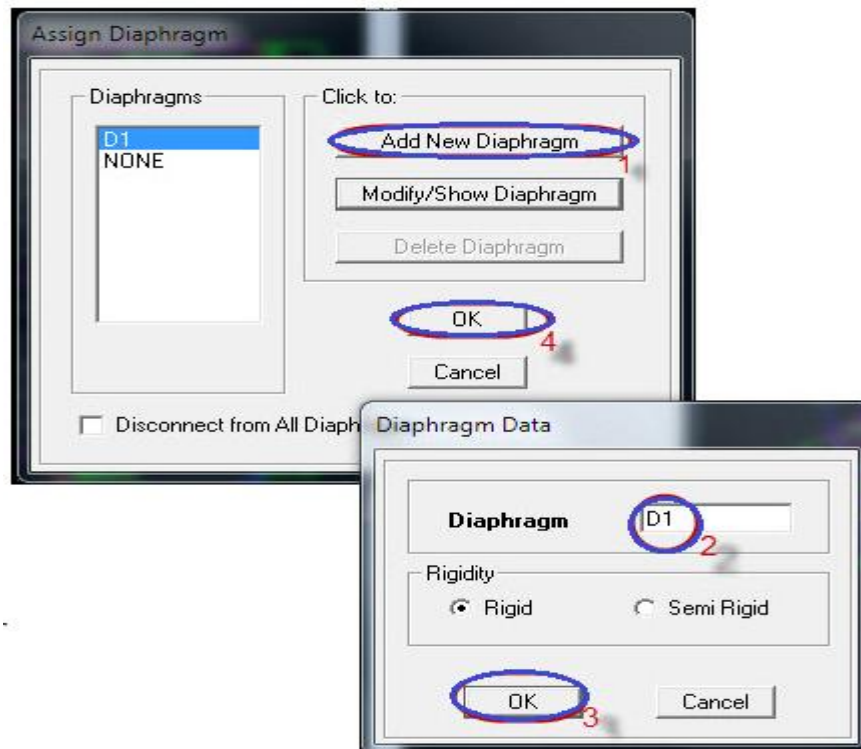 Assign Diaphragm
Diaphragms
D1
NONE
Click to:
Add New Diaphragm
1
Modify/Show Diaphragm
Delete Diaphragm
OK
4
Cancel
Disconnect from All Diaph
Diaphragm Data
Diaphragm
D1
2
Rigidity
Rigid
Semi Rigid
OK
3
Cancel